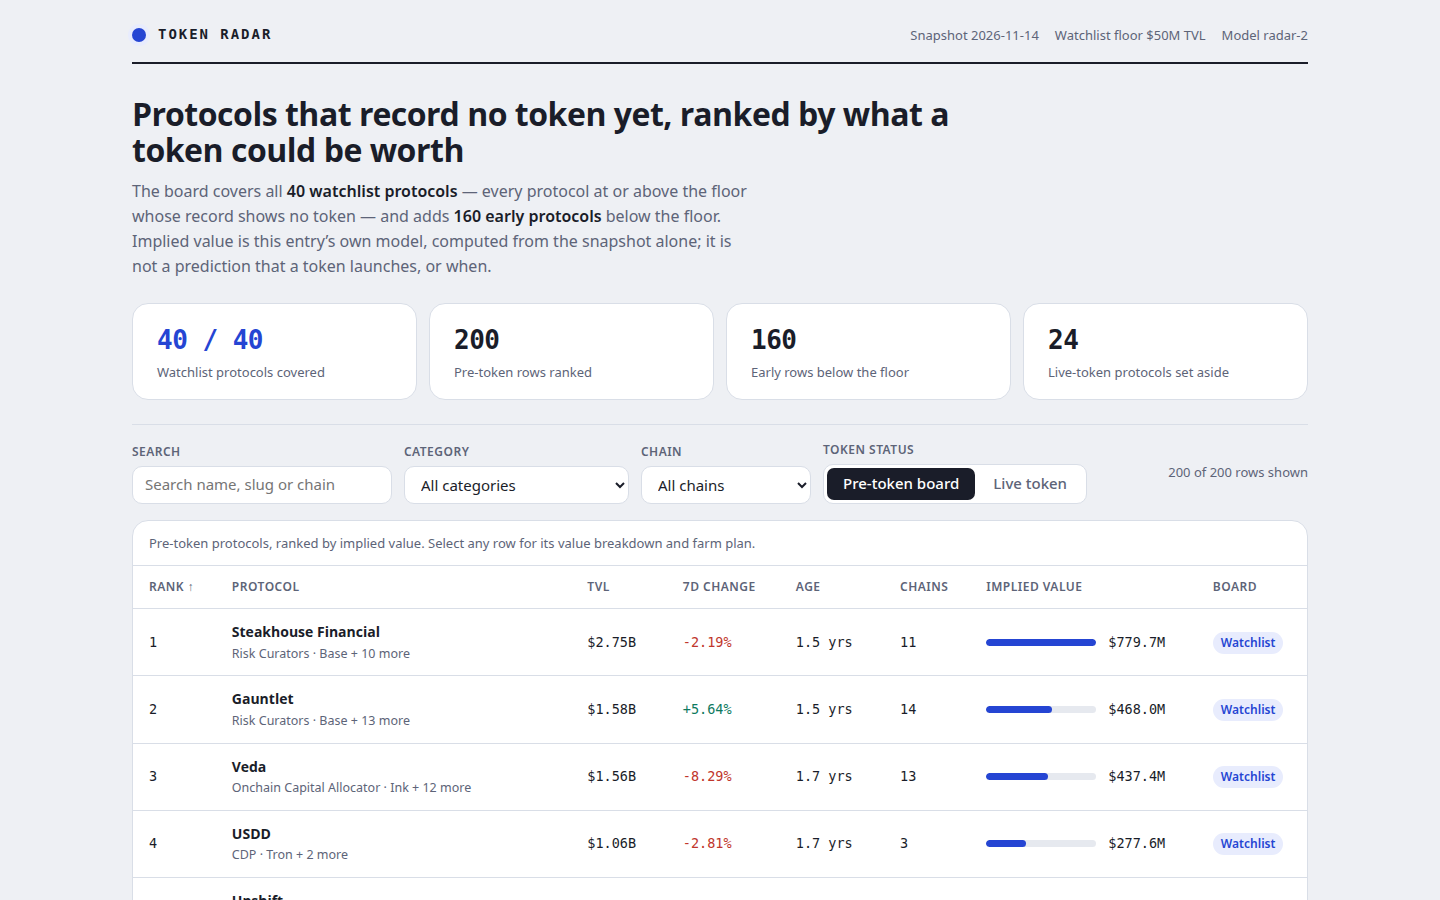 TOKEN RADAR
Snapshot 2026-11-14 Watchlist floor $50M TVL Model radar-2
Protocols that record no token yet, ranked by what a
token could be worth
The board covers all 40 watchlist protocols — every protocol at or above the floor
whose record shows no token — and adds 160 early protocols below the floor.
Implied value is this entry’s own model, computed from the snapshot alone; it is
not a prediction that a token launches, or when.
40 / 40
Watchlist protocols covered
200
Pre-token rows ranked
160
Early rows below the floor
24
Live-token protocols set aside
SEARCH
Search name, slug or chain
CATEGORY
All categories
CHAIN
All chains
TOKEN STATUS
Pre-token board Live token
200 of 200 rows shown
Pre-token protocols, ranked by implied value. Select any row for its value breakdown and farm plan.
RANK ↑ PROTOCOL TVL 7D CHANGE AGE CHAINS IMPLIED VALUE BOARD
1 Steakhouse Financial $2.75B -2.19% 1.5 yrs 11 $779.7M Watchlist
Risk Curators · Base + 10 more
2 Gauntlet $1.58B +5.64% 1.5 yrs 14 $468.0M Watchlist
Risk Curators · Base + 13 more
3 Veda $1.56B -8.29% 1.7 yrs 13 $437.4M Watchlist
Onchain Capital Allocator · Ink + 12 more
4 USDD $1.06B -2.81% 1.7 yrs 3 $277.6M Watchlist
CDP · Tron + 2 more
Upshift